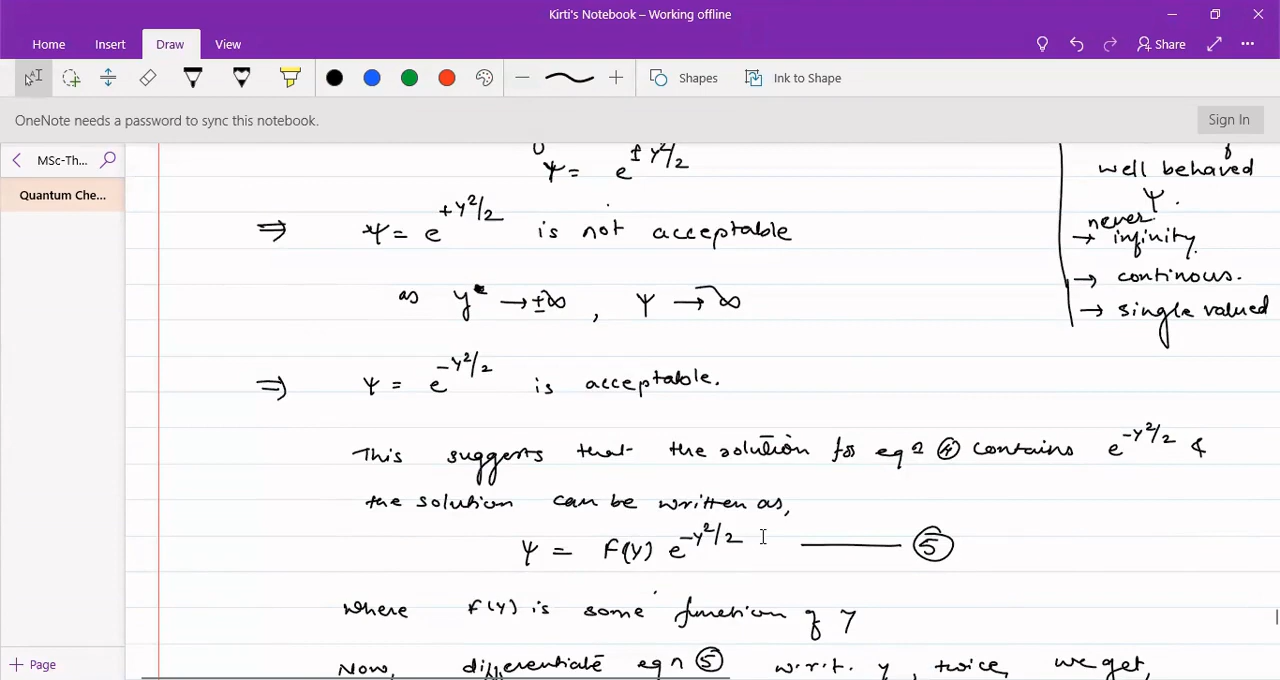 Kirti's Notebook – Working offline
Home Insert Draw View
Share
Shapes
Ink to Shape
OneNote needs a password to sync this notebook.
Sign In
MSc-Th...
Quantum Che...
Ψ = e^±Y²/2
well behaved
Ψ.
⇒ Ψ = e^+Y²/2 is not acceptable
never
→ infinity.
as y → ±∞ , Ψ → ∞
→ continous.
→ single valued
⇒ Ψ = e^-Y²/2 is acceptable.
This suggests that the solution for eqn ④ contains e^-Y²/2 &
the solution can be written as,
Ψ = F(Y) e^-Y²/2 ——— ⑤
where F(Y) is some function of Y
Now, differentiate eqn ⑤ w.r.t. y, twice, we get,
+ Page